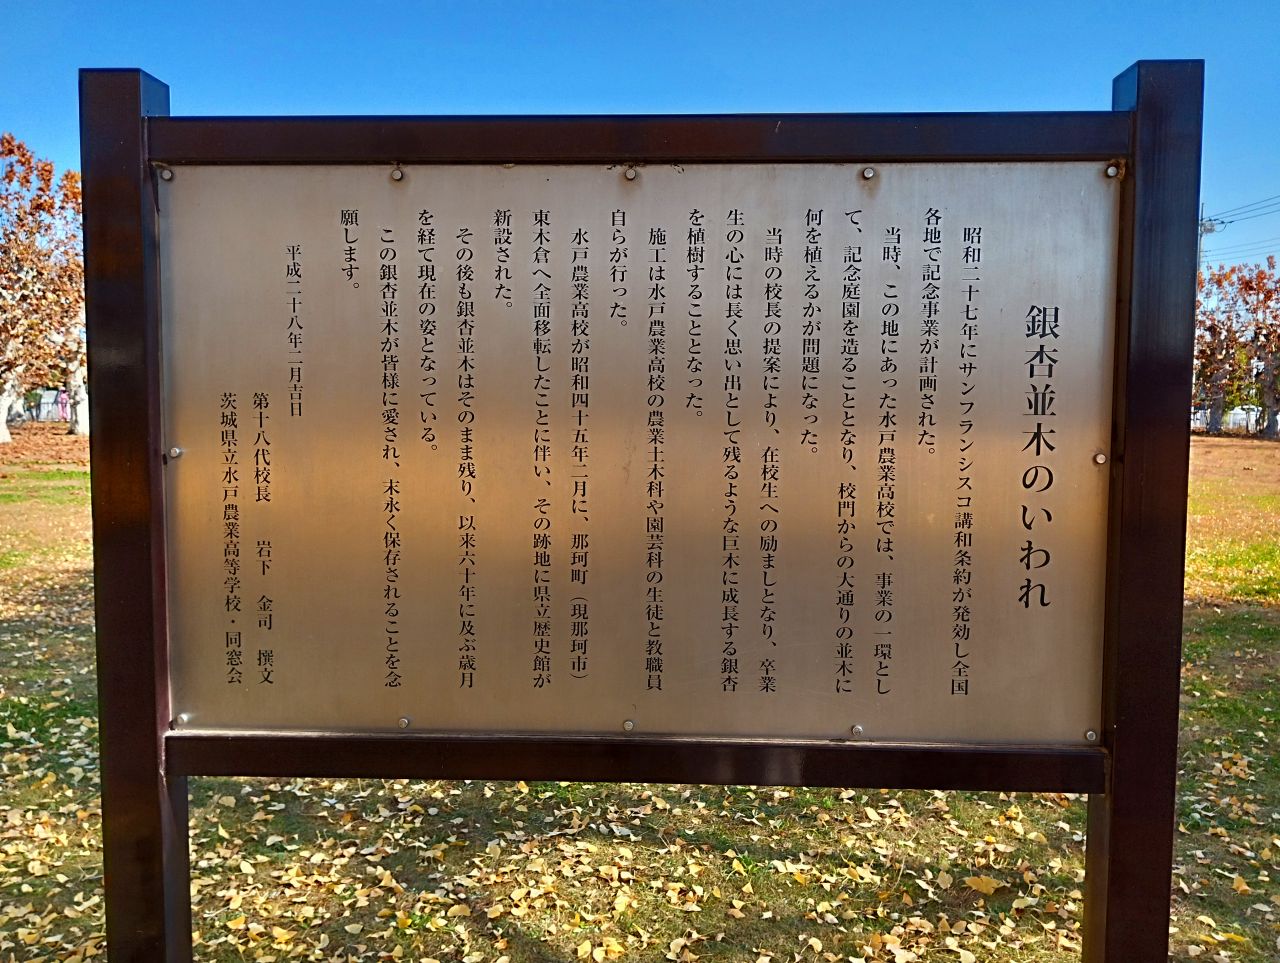 銀杏並木のいわれ
昭和二十七年にサンフランシスコ講和条約が発効し全国
各地で記念事業が計画された。
当時、この地にあった水戸農業高校では、事業の一環とし
て、記念庭園を造ることとなり、校門からの大通りの並木に
何を植えるかが問題になった。
当時の校長の提案により、在校生への励ましとなり、卒業
生の心には長く思い出として残るような巨木に成長する銀杏
を植樹することとなった。
施工は水戸農業高校の農業土木科や園芸科の生徒と教職員
自らが行った。
水戸農業高校が昭和四十五年二月に、那珂町（現那珂市）
東木倉へ全面移転したことに伴い、その跡地に県立歴史館が
新設された。
その後も銀杏並木はそのまま残り、以来六十年に及ぶ歳月
を経て現在の姿となっている。
この銀杏並木が皆様に愛され、末永く保存されることを念
願します。
平成二十八年二月吉日
第十八代校長 岩下 金司 撰文
茨城県立水戸農業高等学校・同窓会